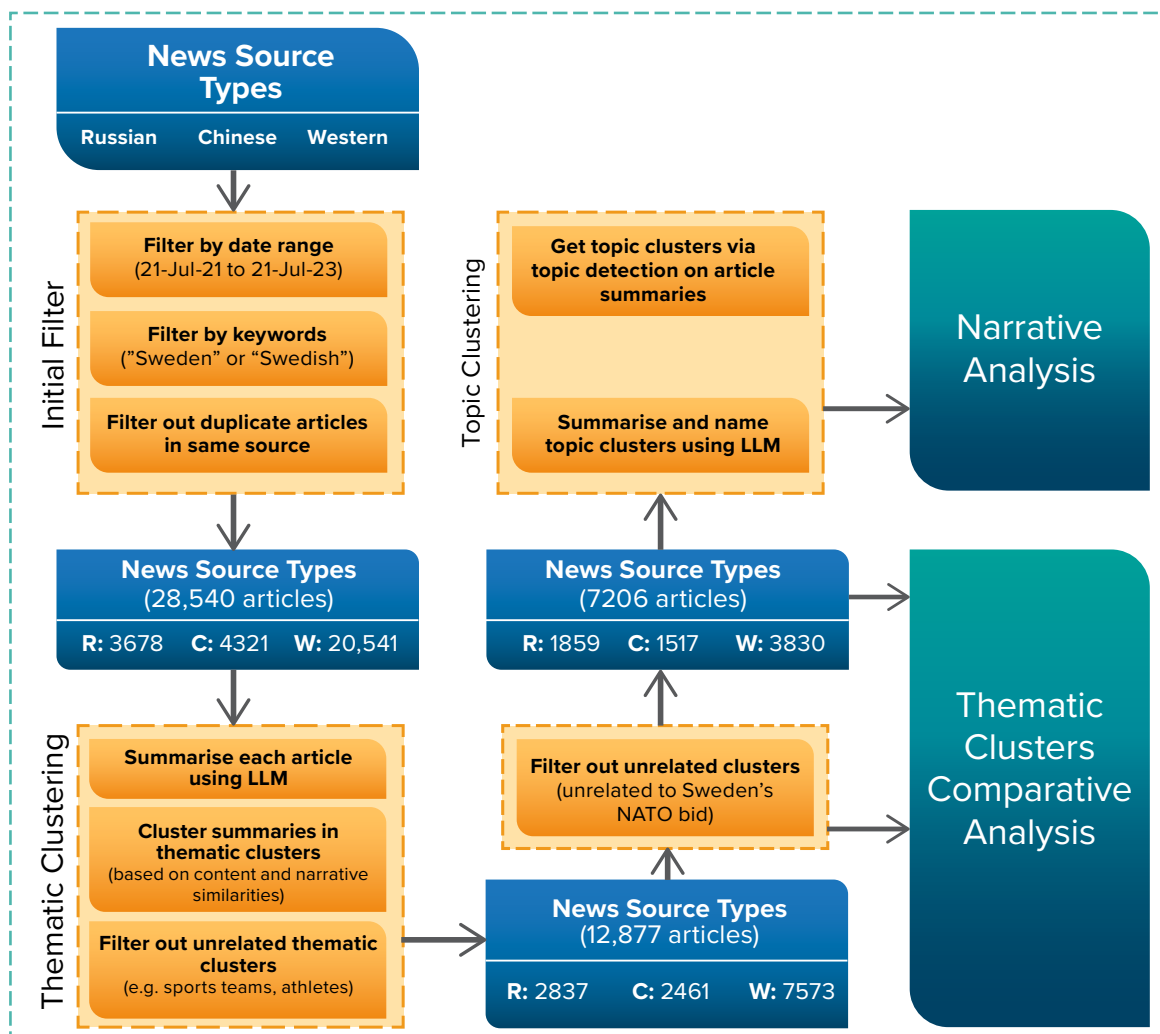 News Source
Types
Russian Chinese Western
Initial Filter
Filter by date range
(21-Jul-21 to 21-Jul-23)
Filter by keywords
("Sweden" or “Swedish”)
Filter out duplicate articles
in same source
News Source Types
(28,540 articles)
R: 3678 C: 4321 W: 20,541
Thematic Clustering
Summarise each article
using LLM
Cluster summaries in
thematic clusters
(based on content and narrative
similarities)
Filter out unrelated thematic
clusters
(e.g. sports teams, athletes)
News Source Types
(12,877 articles)
R: 2837 C: 2461 W: 7573
Filter out unrelated clusters
(unrelated to Sweden’s
NATO bid)
News Source Types
(7206 articles)
R: 1859 C: 1517 W: 3830
Topic Clustering
Get topic clusters via
topic detection on article
summaries
Summarise and name
topic clusters using LLM
Narrative
Analysis
Thematic
Clusters
Comparative
Analysis